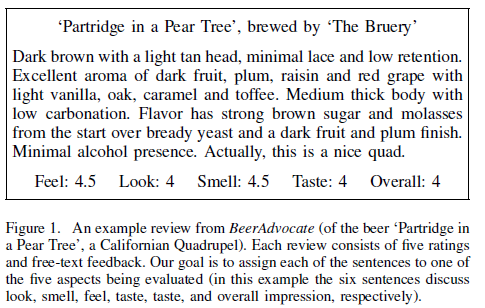 ‘Partridge in a Pear Tree’, brewed by ‘The Bruery’
Dark brown with a light tan head, minimal lace and low retention.
Excellent aroma of dark fruit, plum, raisin and red grape with
light vanilla, oak, caramel and toffee. Medium thick body with
low carbonation. Flavor has strong brown sugar and molasses
from the start over bready yeast and a dark fruit and plum finish.
Minimal alcohol presence. Actually, this is a nice quad.
Feel: 4.5 Look: 4 Smell: 4.5 Taste: 4 Overall: 4
Figure 1. An example review from BeerAdvocate (of the beer ‘Partridge in
a Pear Tree’, a Californian Quadrupel). Each review consists of five ratings
and free-text feedback. Our goal is to assign each of the sentences to one of
the five aspects being evaluated (in this example the six sentences discuss
look, smell, feel, taste, taste, and overall impression, respectively).